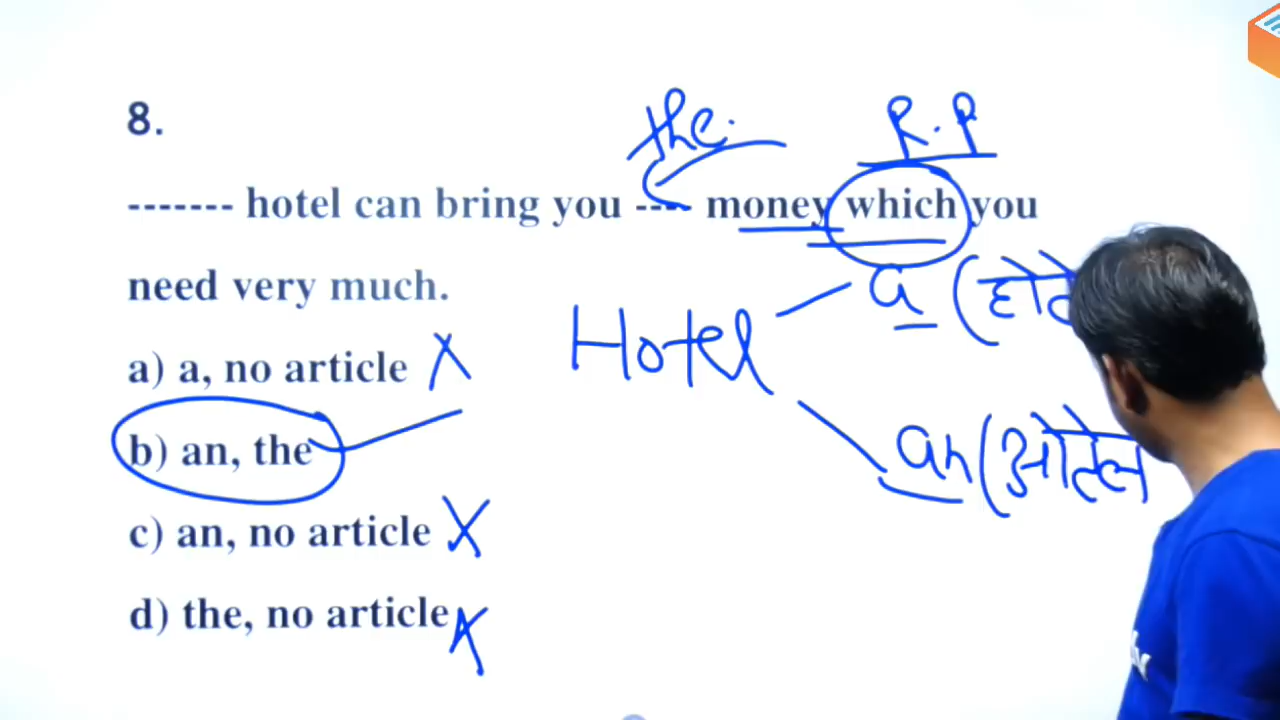 8.
the.
R.P
------- hotel can bring you ---- money which you
need very much.
a) a, no article X
b) an, the
c) an, no article X
d) the, no article X
Hotel
a (
an (ओटेल